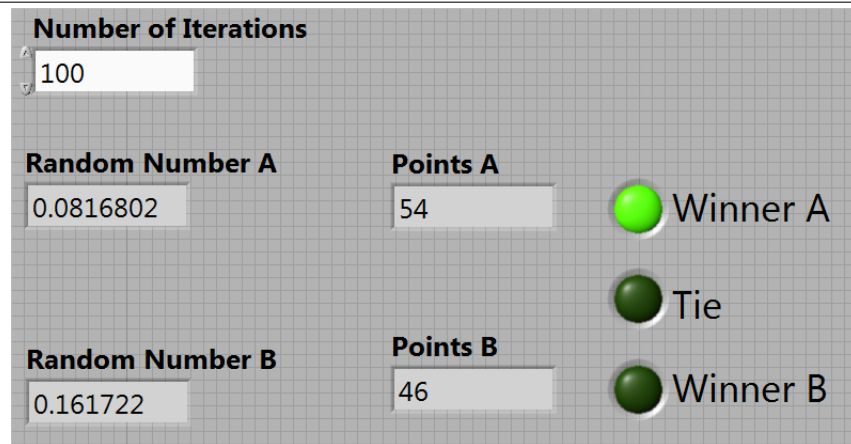 Number of Iterations
100
Random Number A
0.0816802
Points A
54
Winner A
Tie
Random Number B
0.161722
Points B
46
Winner B